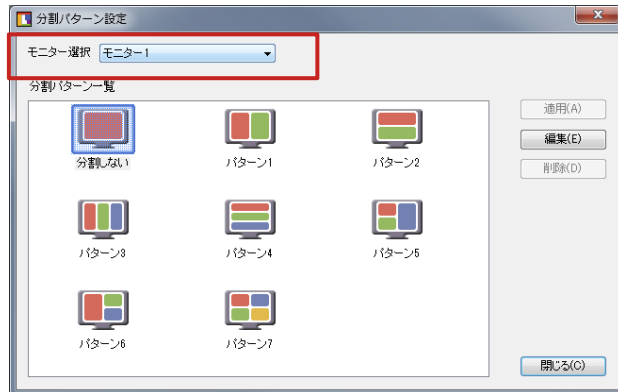 分割パターン設定
モニター選択 モニター1
分割パターン一覧
分割しない パターン1 パターン2
適用(A)
編集(E)
削除(D)
パターン3 パターン4 パターン5
パターン6 パターン7
閉じる(C)